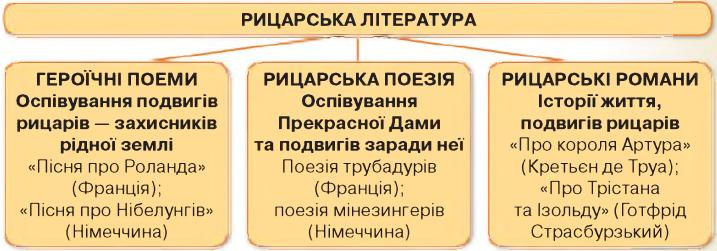 РИЦАРСЬКА ЛІТЕРАТУРА
ГЕРОЇЧНІ ПОЕМИ
Оспівування подвигів
рицарів — захисників
рідної землі
«Пісня про Роланда»
(Франція);
«Пісня про Нібелунгів»
(Німеччина)
РИЦАРСЬКА ПОЕЗІЯ
Оспівування
Прекрасної Дами
та подвигів заради неї
Поезія трубадурів
(Франція);
поезія мінезингерів
(Німеччина)
РИЦАРСЬКІ РОМАНИ
Історії життя,
подвигів рицарів
«Про короля Артура»
(Кретьєн де Труа);
«Про Трістана
та Ізольду» (Готфрід
Страсбурзький)